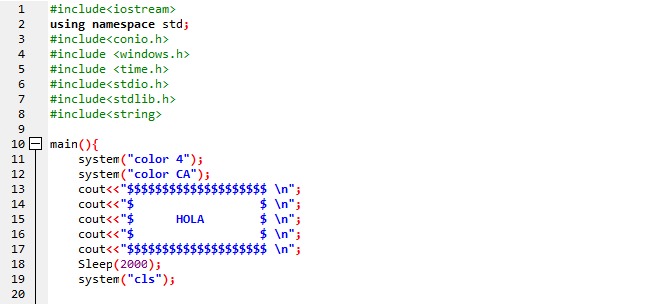 1 #include<iostream>
2 using namespace std;
3 #include<conio.h>
4 #include <windows.h>
5 #include <time.h>
6 #include<stdio.h>
7 #include<stdlib.h>
8 #include<string>
9
10 main(){
11     system("color 4");
12     system("color CA");
13     cout<<"$$$$$$$$$$$$$$$$$$$$ \n";
14     cout<<"$                  $ \n";
15     cout<<"$      HOLA        $ \n";
16     cout<<"$                  $ \n";
17     cout<<"$$$$$$$$$$$$$$$$$$$$ \n";
18     Sleep(2000);
19     system("cls");
20